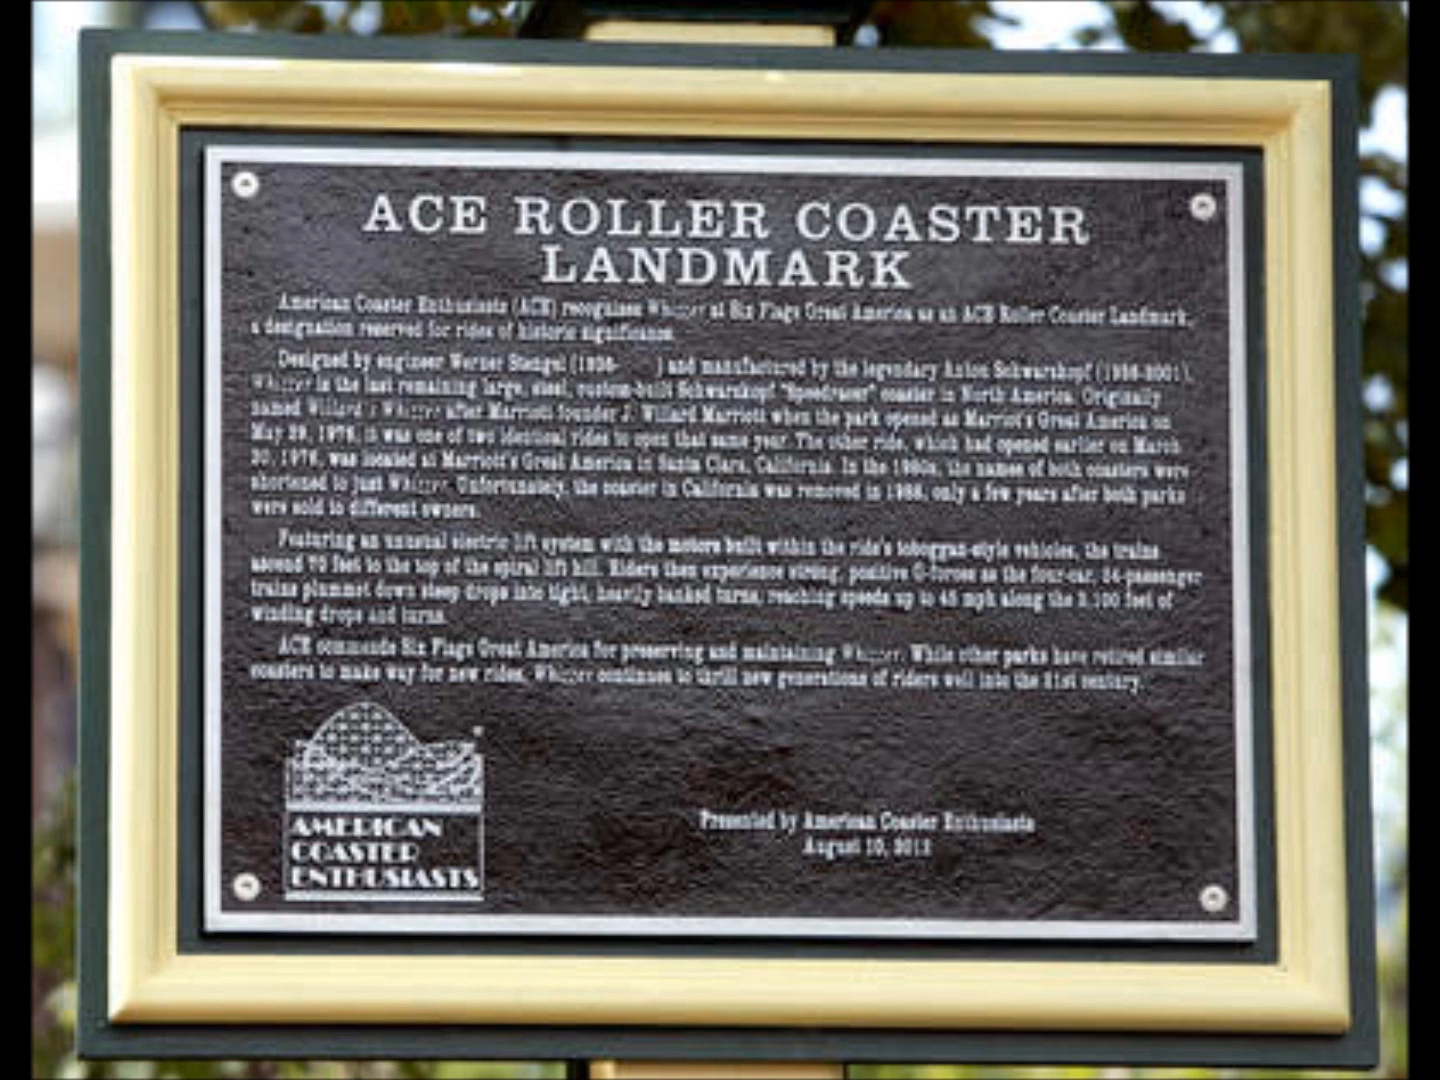 ACE ROLLER COASTER
LANDMARK
American Coaster Enthusiasts (ACE) recognizes Whizzer at Six Flags Great America as an ACE Roller Coaster Landmark,
a designation reserved for rides of historic significance.
Designed by engineer Werner Stengel (1936- ) and manufactured by the legendary Anton Schwarzkopf
Whizzer is the last remaining large, steel, custom-built Schwarzkopf "Speedracer" coaster in North America. Originally
named Willard's Whizzer after Marriott founder J. Willard Marriott when the park opened as Marriott's Great America on
May 29, 1976, it was one of two identical rides to open that same year. The other ride, which had opened earlier on March
1976, was located at Marriott's Great America in Santa Clara, California. In the 1980s, the names of both coasters were
shortened to just Whizzer. Unfortunately, the coaster in California was removed in 1988, only a few years after both parks
were sold to different owners.
Featuring an unusual electric lift system with the motors built within the ride's toboggan-style vehicles, the trains
ascend 70 feet to the top of the spiral lift hill. Riders then experience strong, positive G-forces as the four-car, 24-passenger
trains plummet down steep drops into tight, heavily banked turns, reaching speeds up to 45 mph along the 3,100 feet of
winding drops and turns.
ACE commends Six Flags Great America for preserving and maintaining Whizzer. While other parks have retired similar
coasters to make way for new rides, Whizzer continues to thrill new generations of riders well into the 21st century.
AMERICAN
COASTER
ENTHUSIASTS
Presented by American Coaster Enthusiasts
August 10, 2012